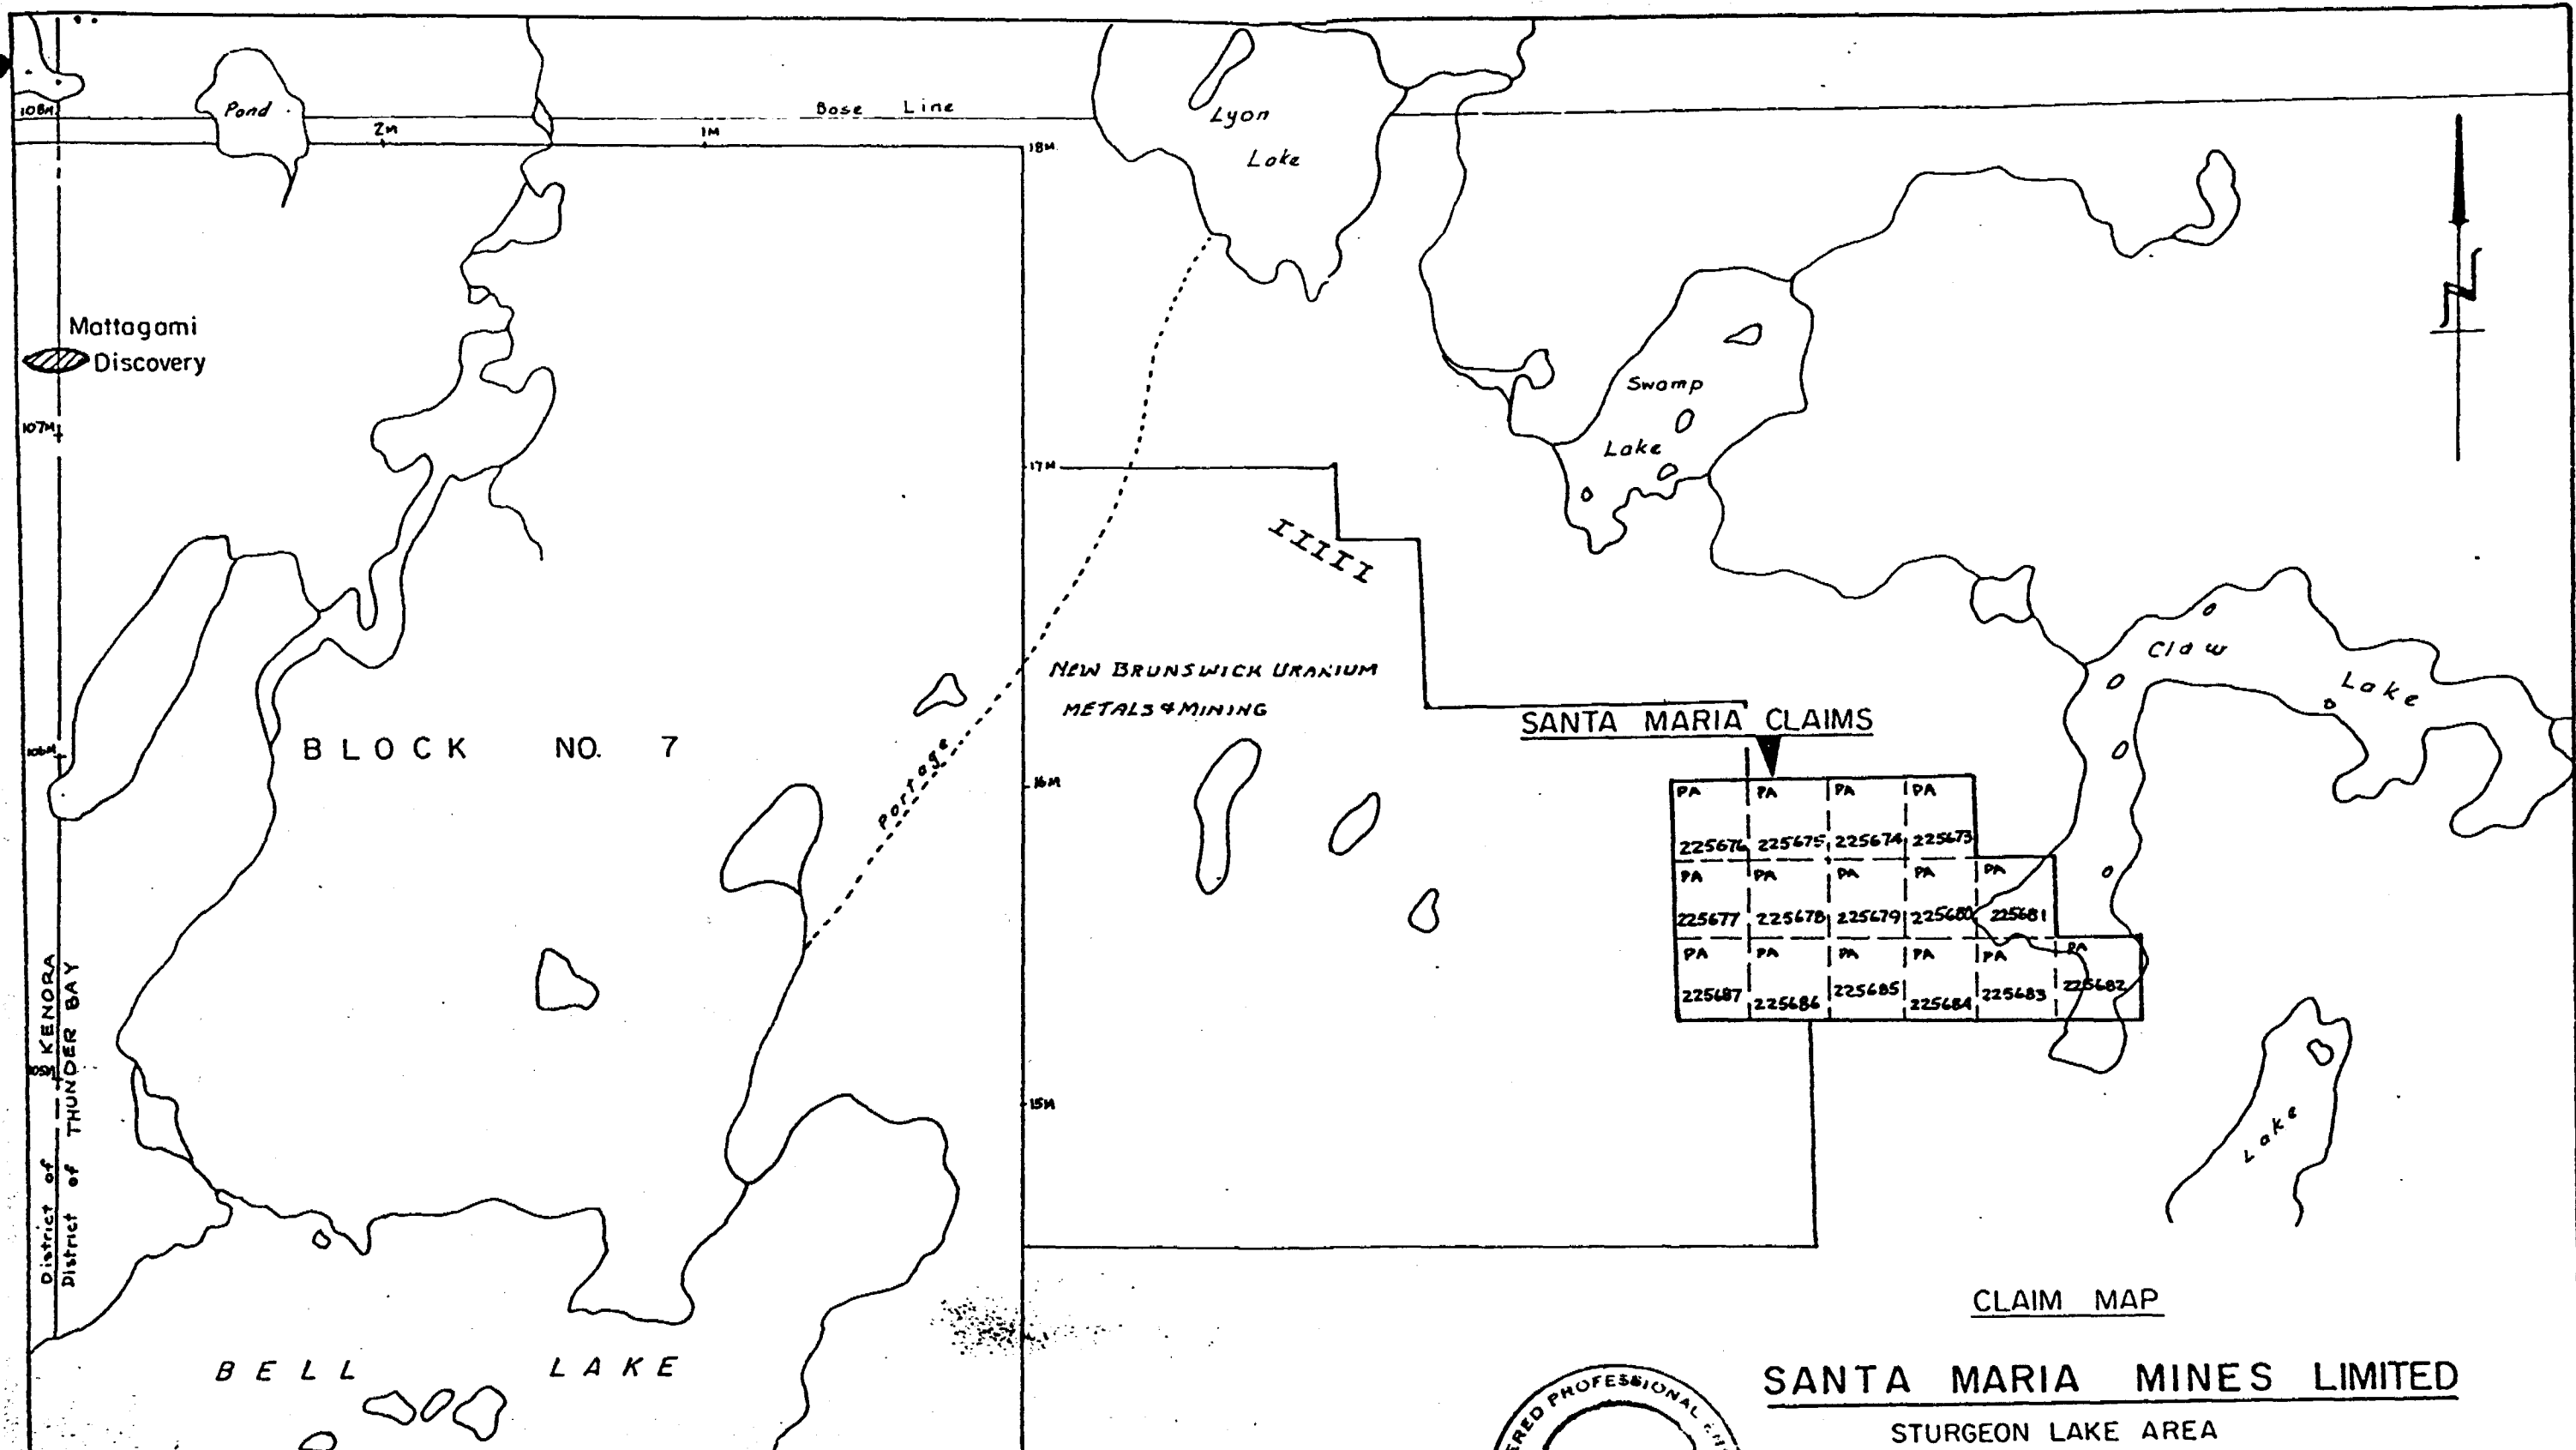 108M
Pond
2M
1M
Base Line
18M.
Lyon
Lake
N
Mattagami
Discovery
107M
17M
Swamp
Lake
IIIII
Claw
Lake
NEW BRUNSWICK URANIUM
METALS & MINING
SANTA MARIA CLAIMS
106M
BLOCK NO. 7
Portage
16M
PA PA PA PA
225676 225675 225674 225673
PA PA PA PA PA
225677 225678 225679 225680 225681
PA PA PA PA PA PA
225687 225686 225685 225684 225683 225682
105M
15M
District of KENORA
District of THUNDER BAY
Lake
CLAIM MAP
BELL LAKE
SANTA MARIA MINES LIMITED
STURGEON LAKE AREA
PROFESSIONAL